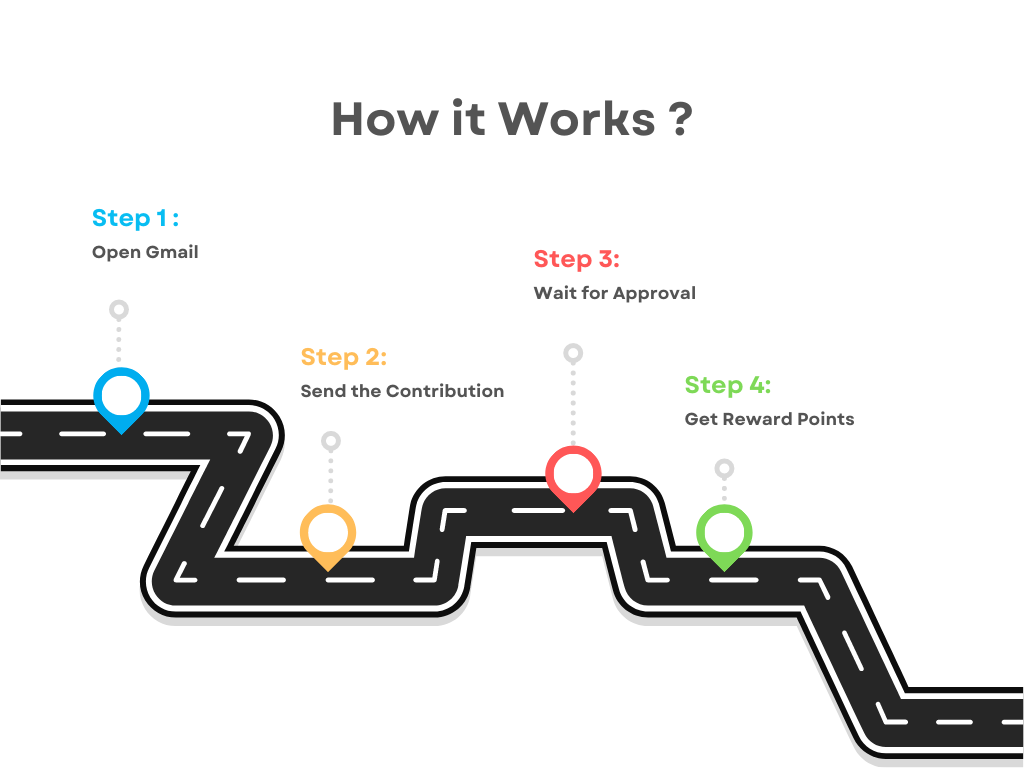 How it Works ?
Step 1 :
Open Gmail
Step 2:
Send the Contribution
Step 3:
Wait for Approval
Step 4:
Get Reward Points